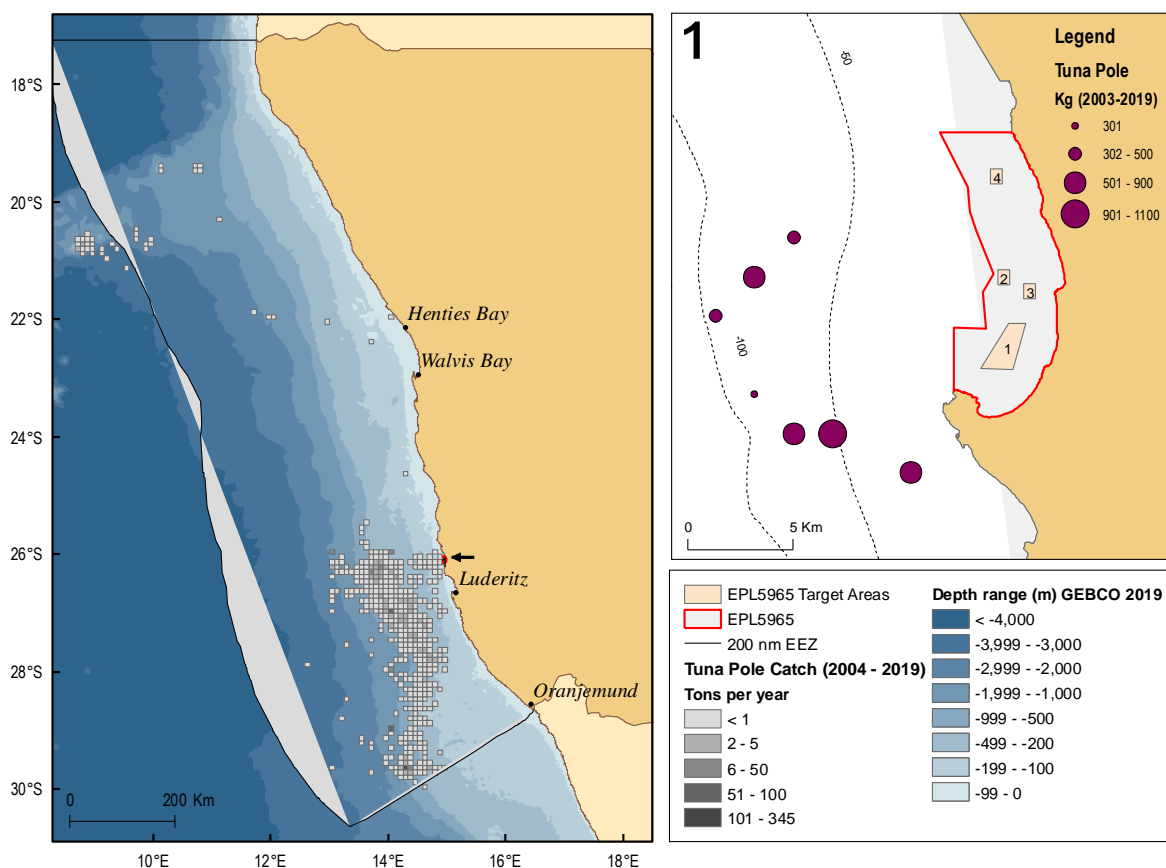 18°S
20°S
22°S
24°S
26°S
28°S
30°S
10°E
12°E
14°E
16°E
18°E
Henties Bay
Walvis Bay
Luderitz
Oranjemund
0
200 Km
1
-50
-100
4
2
3
1
0
5 Km
Legend
Tuna Pole
Kg (2003-2019)
301
302 - 500
501 - 900
901 - 1100
EPL5965 Target Areas
EPL5965
200 nm EEZ
Tuna Pole Catch (2004 - 2019)
Tons per year
< 1
2 - 5
6 - 50
51 - 100
101 - 345
Depth range (m) GEBCO 2019
< -4,000
-3,999 - -3,000
-2,999 - -2,000
-1,999 - -1,000
-999 - -500
-499 - -200
-199 - -100
-99 - 0